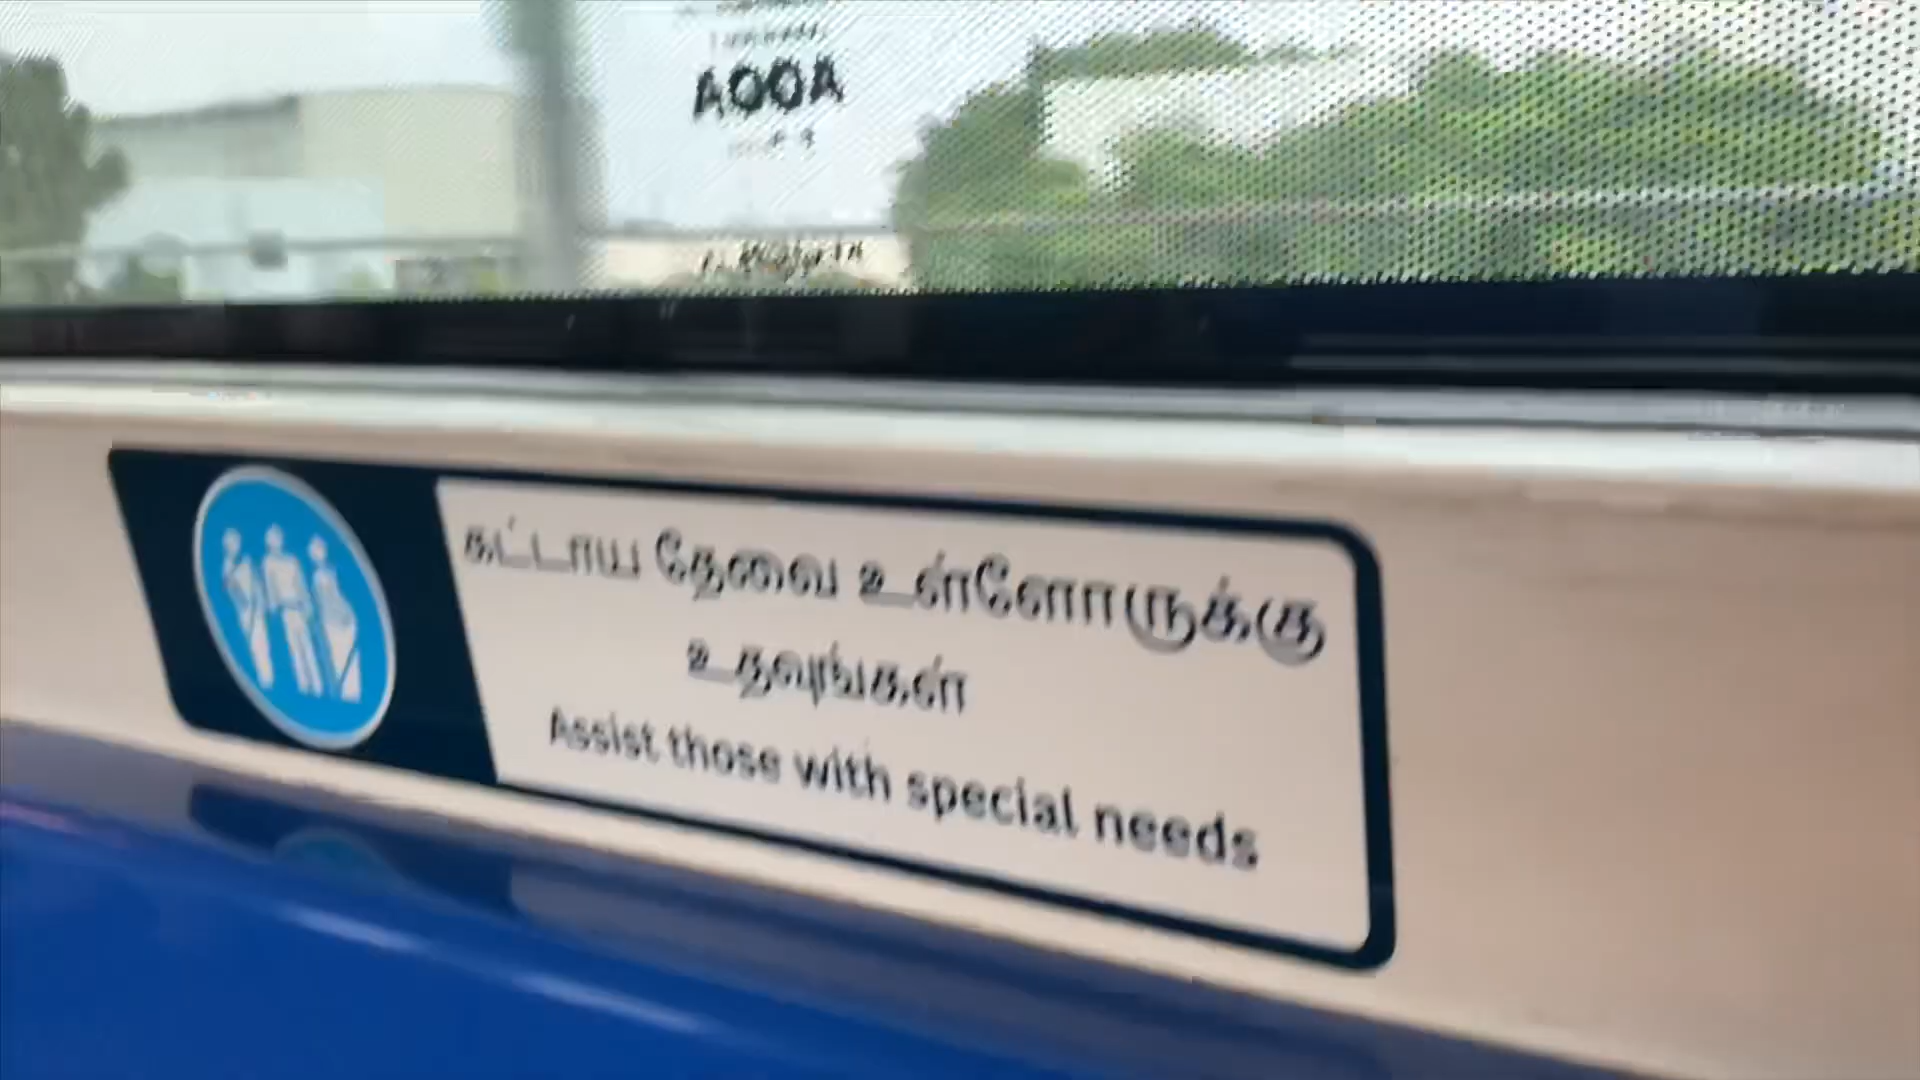 AOOA
கட்டாய தேவை உள்ளோருக்கு
உதவுங்கள்
Assist those with special needs